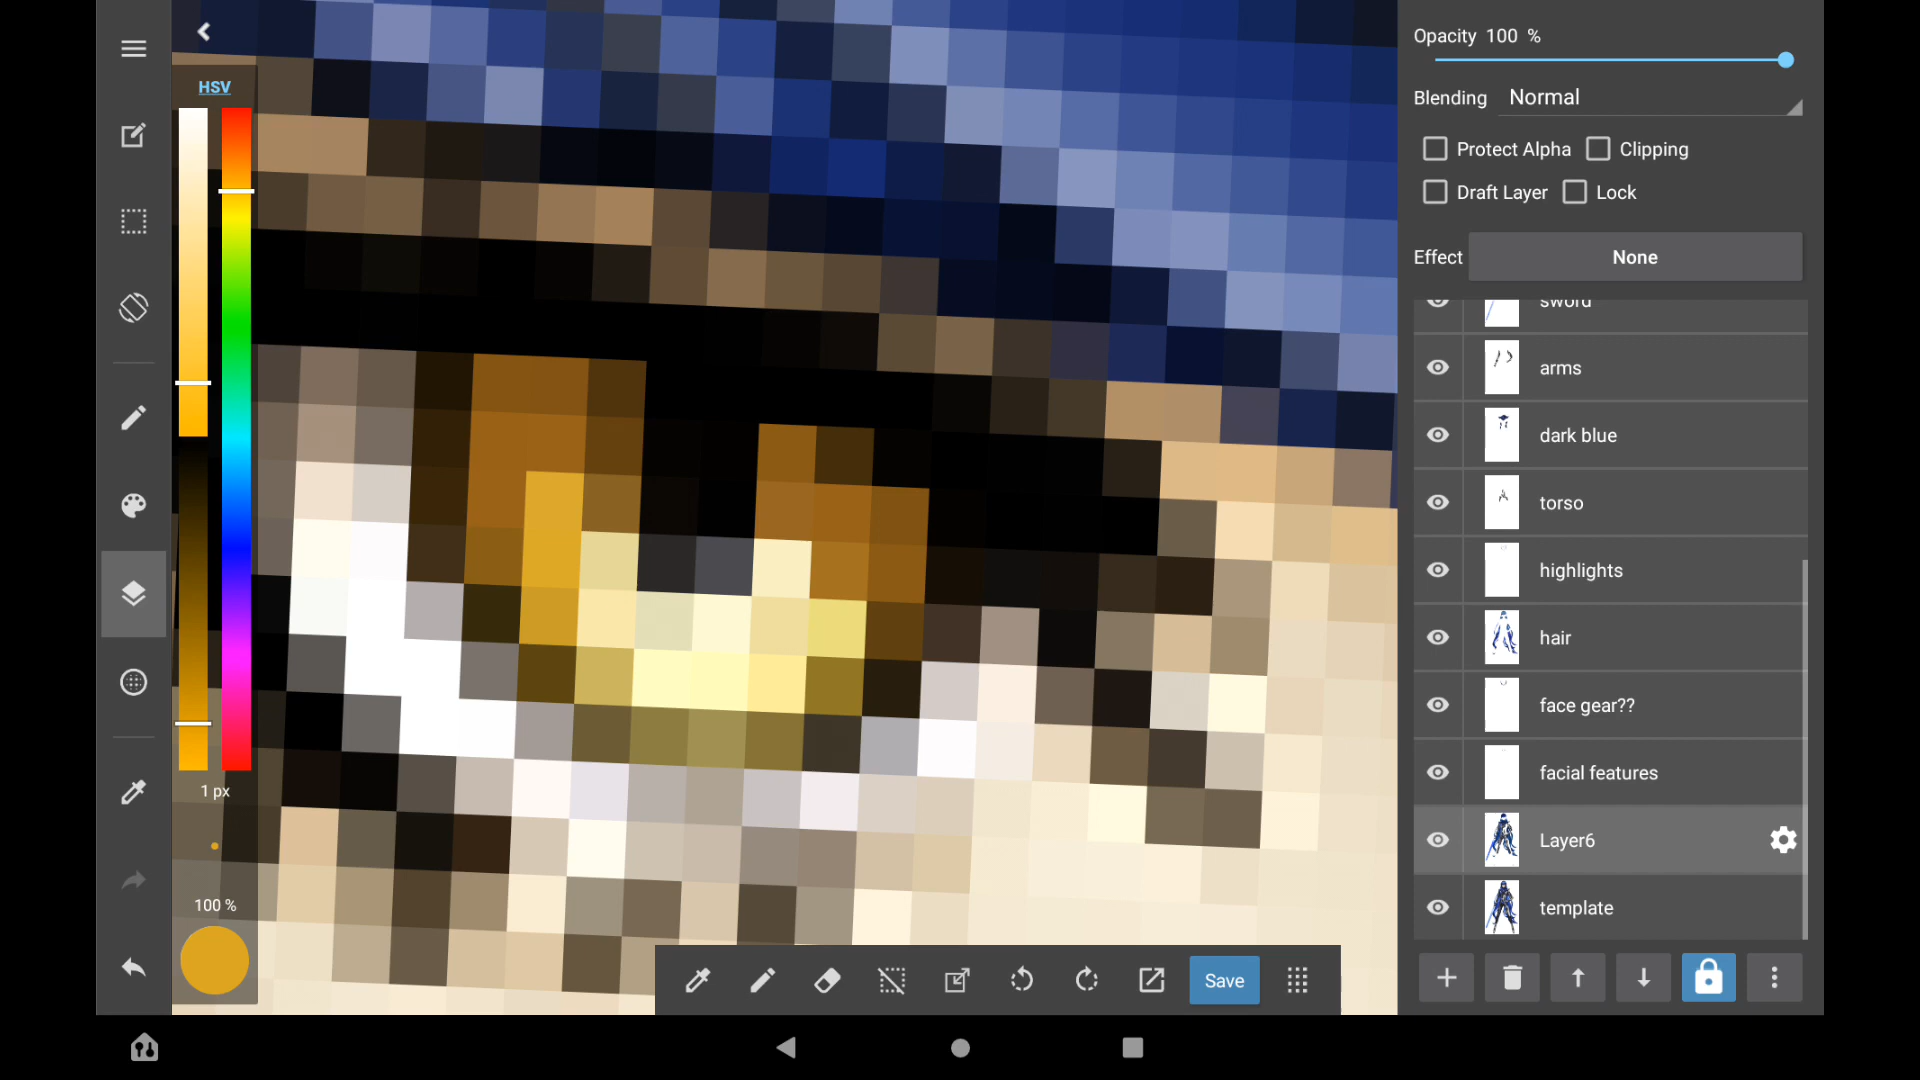 HSV
1 px
100 %
Save
Opacity 100 %
Blending Normal
Protect Alpha Clipping
Draft Layer Lock
Effect None
sword
arms
dark blue
torso
highlights
hair
face gear??
facial features
Layer6
template